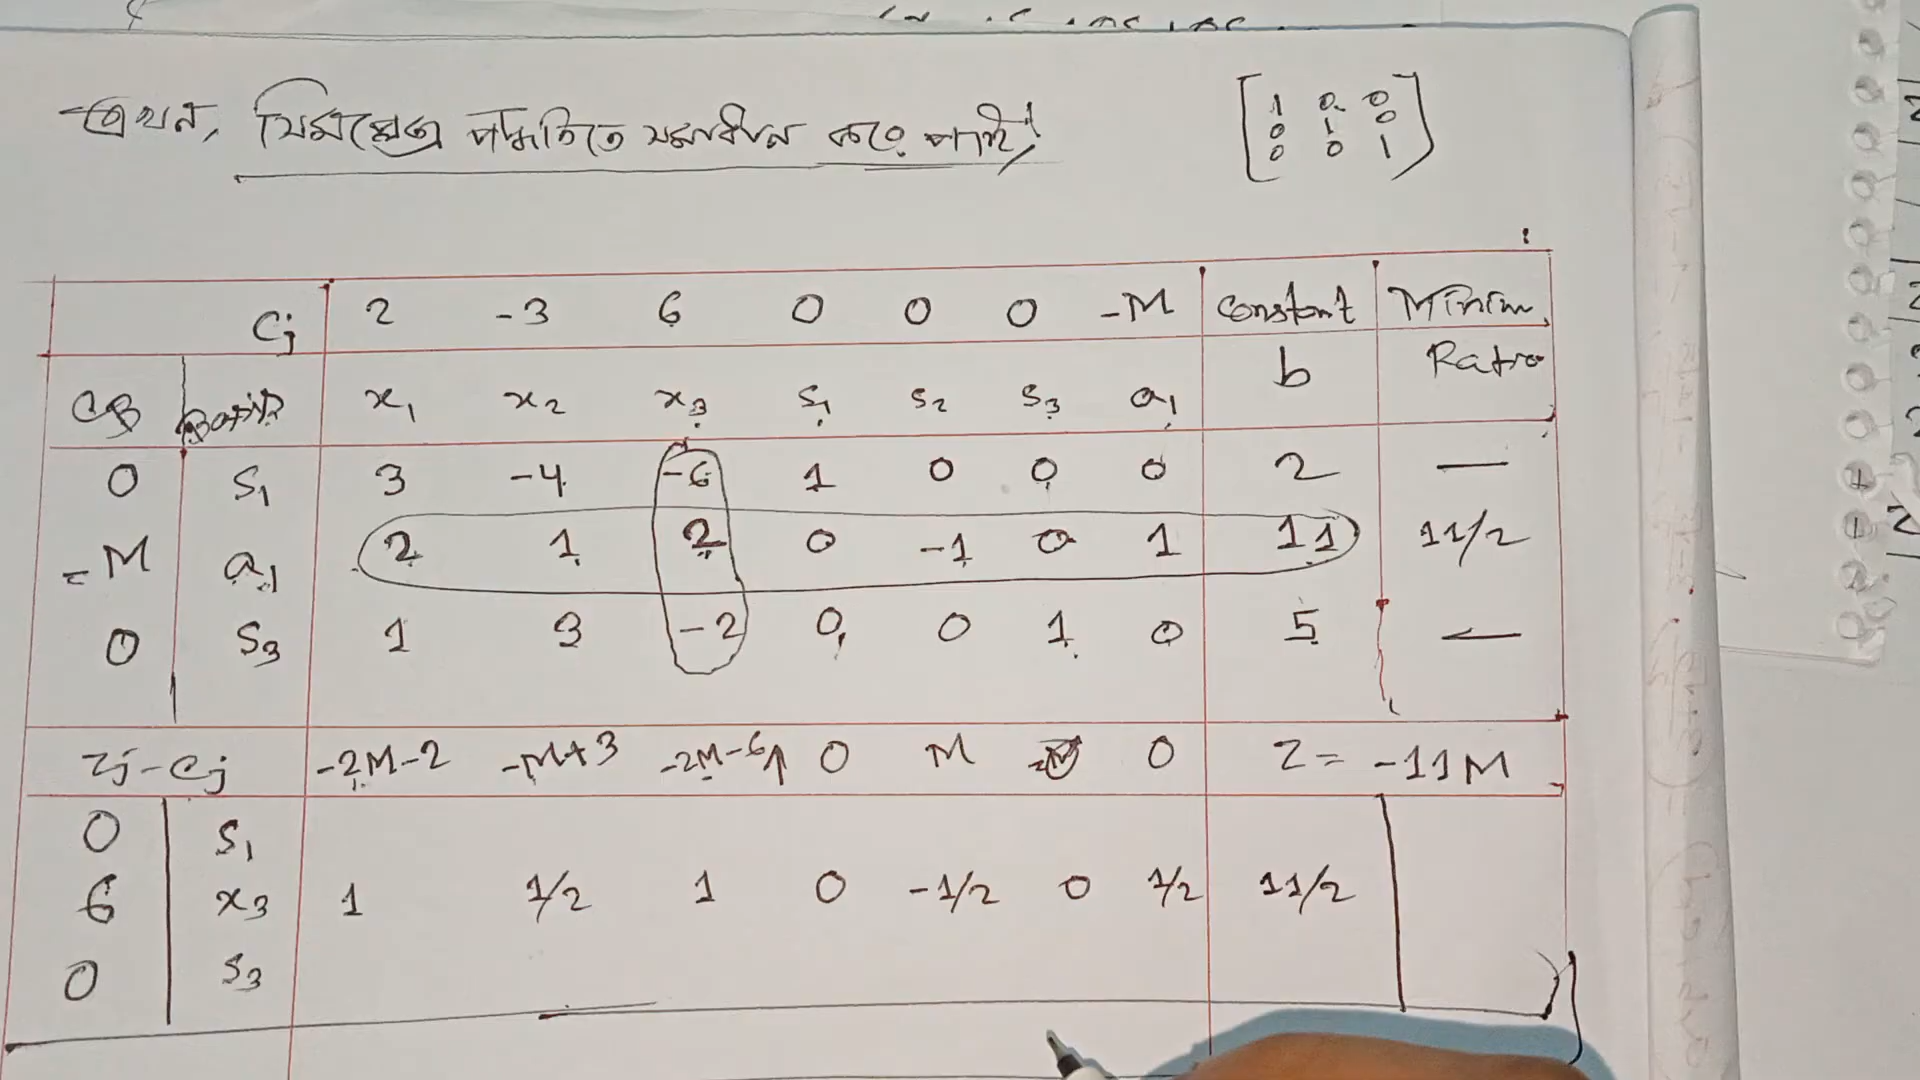 এখন, সিমপ্লেক্স পদ্ধতিতে সমাধান করে পাই!
1 0 0
0 1 0
0 0 1
Cj 2 -3 6 0 0 0 -M Constant Minim.
CB Basis x₁ x₂ x₃ S₁ S₂ S₃ a₁ b Ratio
0 S₁ 3 -4 -6 1 0 0 0 2 —
-M a₁ 2 1 2 0 -1 0 1 11 11/2
0 S₃ 1 3 -2 0 0 1 0 5 —
Zj-Cj -2M-2 -M+3 -2M-6↑ 0 M 0 Z = -11M
0 S₁
6 x₃ 1 1/2 1 0 -1/2 0 1/2 11/2
0 S₃